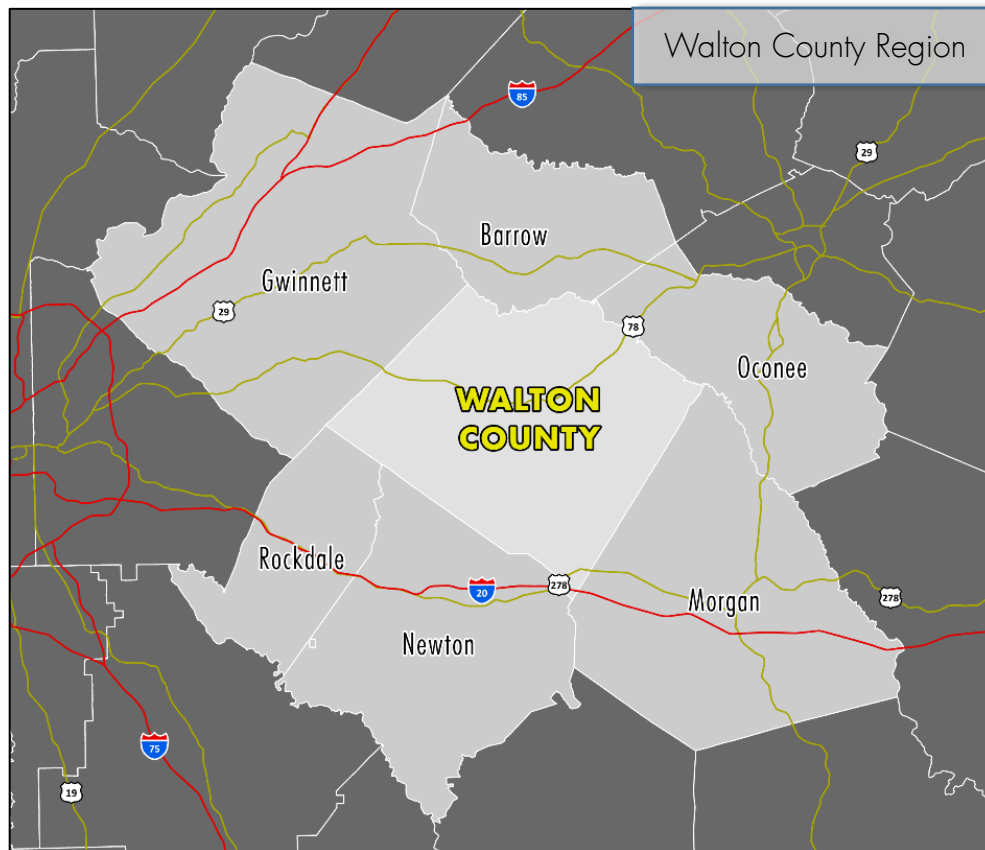 Walton County Region
85
29
Barrow
Gwinnett
29
78
Oconee
WALTON
COUNTY
Rockdale
20
278
Morgan
278
Newton
75
19